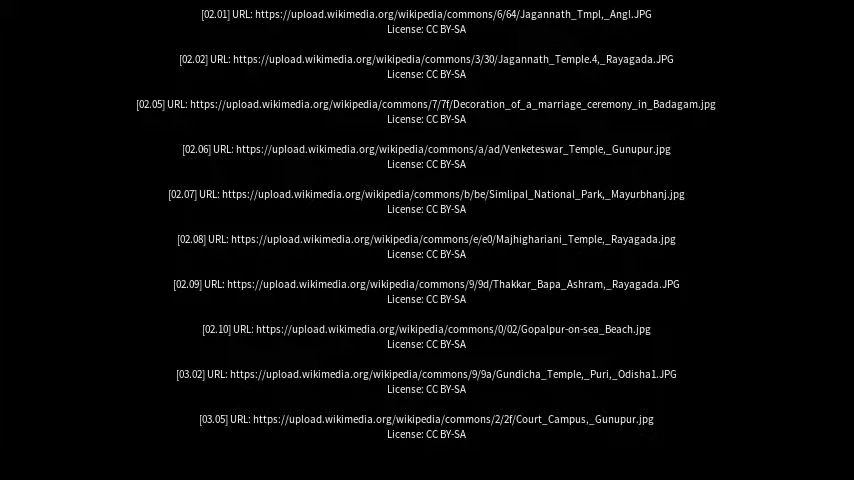 [02.01] URL: https://upload.wikimedia.org/wikipedia/commons/6/64/Jagannath_Tmpl,_Angl.JPG
License: CC BY-SA
[02.02] URL: https://upload.wikimedia.org/wikipedia/commons/3/30/Jagannath_Temple.4,_Rayagada.JPG
License: CC BY-SA
[02.05] URL: https://upload.wikimedia.org/wikipedia/commons/7/7f/Decoration_of_a_marriage_ceremony_in_Badagam.jpg
License: CC BY-SA
[02.06] URL: https://upload.wikimedia.org/wikipedia/commons/a/ad/Venketeswar_Temple,_Gunupur.jpg
License: CC BY-SA
[02.07] URL: https://upload.wikimedia.org/wikipedia/commons/b/be/Simlipal_National_Park,_Mayurbhanj.jpg
License: CC BY-SA
[02.08] URL: https://upload.wikimedia.org/wikipedia/commons/e/e0/Majhighariani_Temple,_Rayagada.jpg
License: CC BY-SA
[02.09] URL: https://upload.wikimedia.org/wikipedia/commons/9/9d/Thakkar_Bapa_Ashram,_Rayagada.JPG
License: CC BY-SA
[02.10] URL: https://upload.wikimedia.org/wikipedia/commons/0/02/Gopalpur-on-sea_Beach.jpg
License: CC BY-SA
[03.02] URL: https://upload.wikimedia.org/wikipedia/commons/9/9a/Gundicha_Temple,_Puri,_Odisha1.JPG
License: CC BY-SA
[03.05] URL: https://upload.wikimedia.org/wikipedia/commons/2/2f/Court_Campus,_Gunupur.jpg
License: CC BY-SA